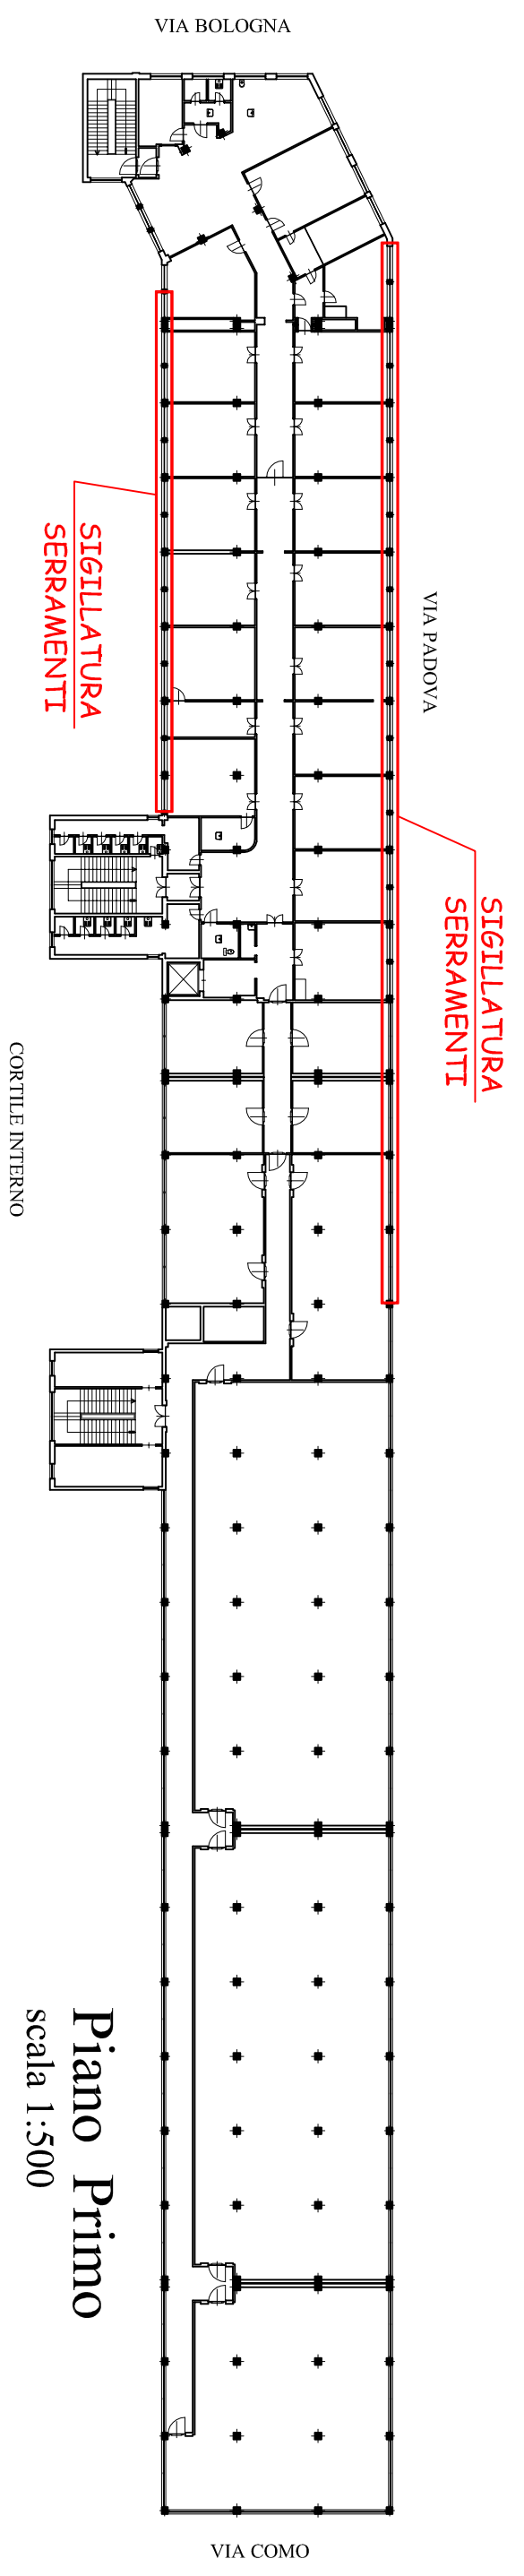 VIA BOLOGNA
SIGILLATURA
SERRAMENTI
VIA PADOVA
SIGILLATURA
SERRAMENTI
CORTILE INTERNO
Piano Primo
scala 1:500
VIA COMO